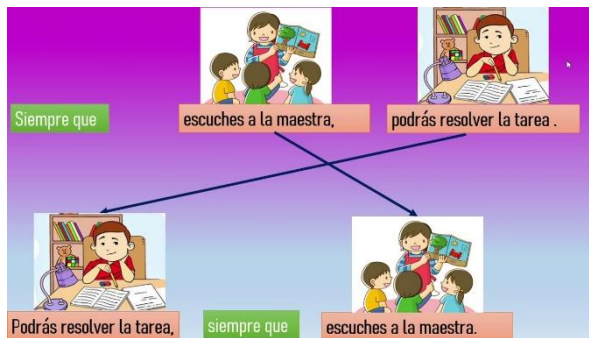 Siempre que escuches a la maestra, podrás resolver la tarea .
Podrás resolver la tarea, siempre que escuches a la maestra.